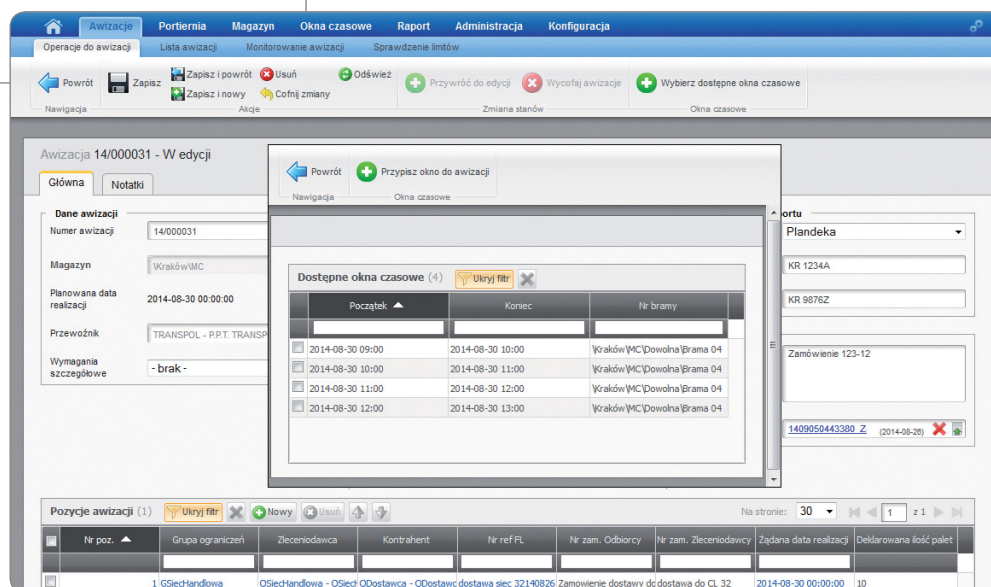 Awizacje Portiernia Magazyn Okna czasowe Raport Administracja Konfiguracja
Operacje do awizacji Lista awizacji Monitorowanie awizacji Sprawdzenie limitów
Powrót Zapisz Zapisz i powrót Usuń Odśwież Przywróć do edycji Wycofaj awizacje Wybierz dostępne okna czasowe
Zapisz i nowy Cofnij zmiany
Nawigacja Akcje Zmiana stanów Okna czasowe
Awizacja 14/000031 - W edycji
Główna Notatki
Dane awizacji
Numer awizacji 14/000031
Magazyn \Kraków\MC
Planowana data
realizacji
2014-08-30 00:00:00
Przewoźnik TRANSPOL - P.P.T. TRANSP
Wymagania
szczegółowe
- brak -
Powrót Przypisz okno do awizacji
Nawigacja Okna czasowe
Dostępne okna czasowe (4) Ukryj filtr
Początek Koniec Nr bramy
2014-08-30 09:00 2014-08-30 10:00 \Kraków\MC\Dowolna\Brama 04
2014-08-30 10:00 2014-08-30 11:00 \Kraków\MC\Dowolna\Brama 04
2014-08-30 11:00 2014-08-30 12:00 \Kraków\MC\Dowolna\Brama 04
2014-08-30 12:00 2014-08-30 13:00 \Kraków\MC\Dowolna\Brama 04
ortu
Plandeka
KR 1234A
KR 9876Z
Zamówienie 123-12
1409050443380_Z (2014-08-26)
Pozycje awizacji (1) Ukryj filtr Nowy Usuń Na stronie: 30 1 z 1
Nr poz. Grupa ograniczeń Zleceniodawca Kontrahent Nr ref FL Nr zam. Odbiorcy Nr zam. Zleceniodawcy Żądana data realizacji Deklarowana ilość palet
1 GSiecHandlowa OSiecHandlowa - OSiech ODostawca - ODostawc dostawa siec 32140826 Zamowienie dostawy dc dostawa do CL 32 2014-08-30 00:00:00 10